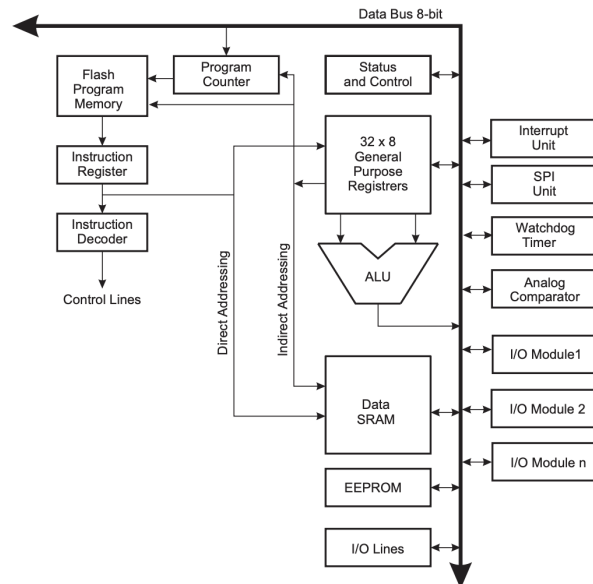 Data Bus 8-bit
Flash
Program
Memory
Program
Counter
Status
and Control
Instruction
Register
32 x 8
General
Purpose
Registrers
Interrupt
Unit
SPI
Unit
Instruction
Decoder
Watchdog
Timer
Direct Addressing
Indirect Addressing
ALU
Control Lines
Analog
Comparator
I/O Module1
Data
SRAM
I/O Module 2
I/O Module n
EEPROM
I/O Lines